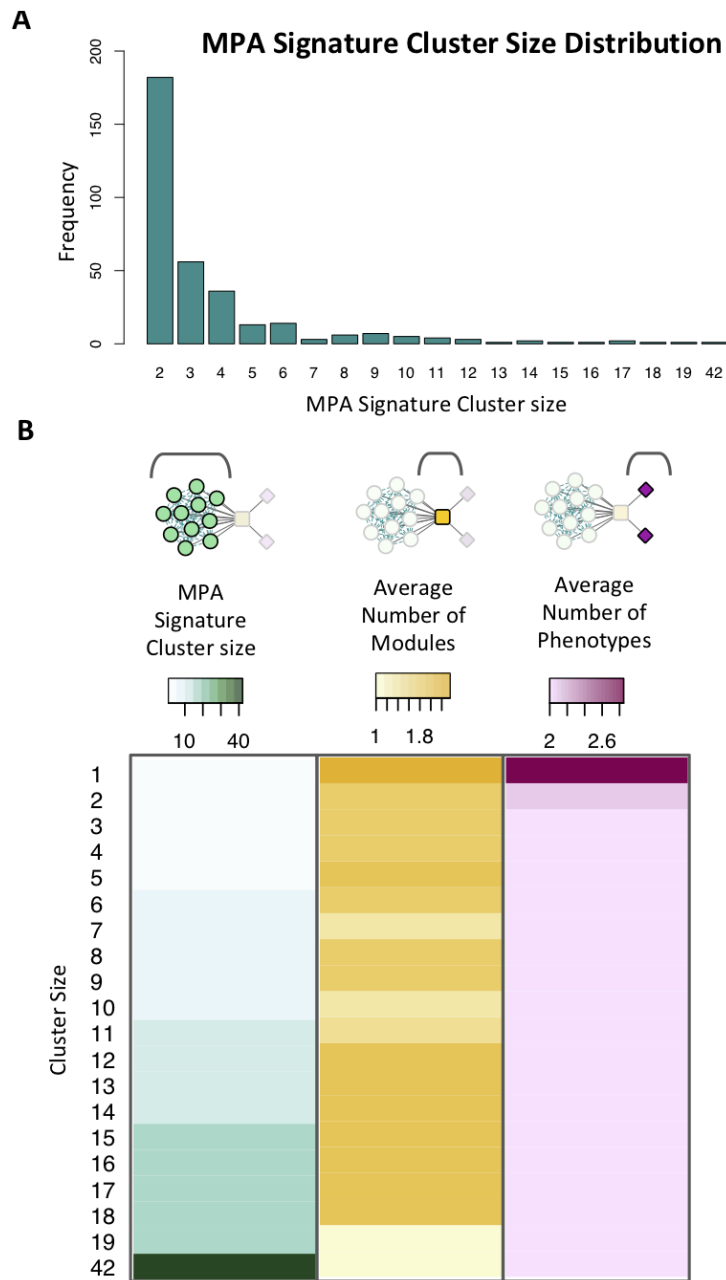 A
MPA Signature Cluster Size Distribution
200
150
100
50
0
Frequency
2 3 4 5 6 7 8 9 10 11 12 13 14 15 16 17 18 19 42
MPA Signature Cluster size
B
MPA
Signature
Cluster size
Average
Number of
Modules
Average
Number of
Phenotypes
10 40
1 1.8
2 2.6
Cluster Size
1
2
3
4
5
6
7
8
9
10
11
12
13
14
15
16
17
18
19
42